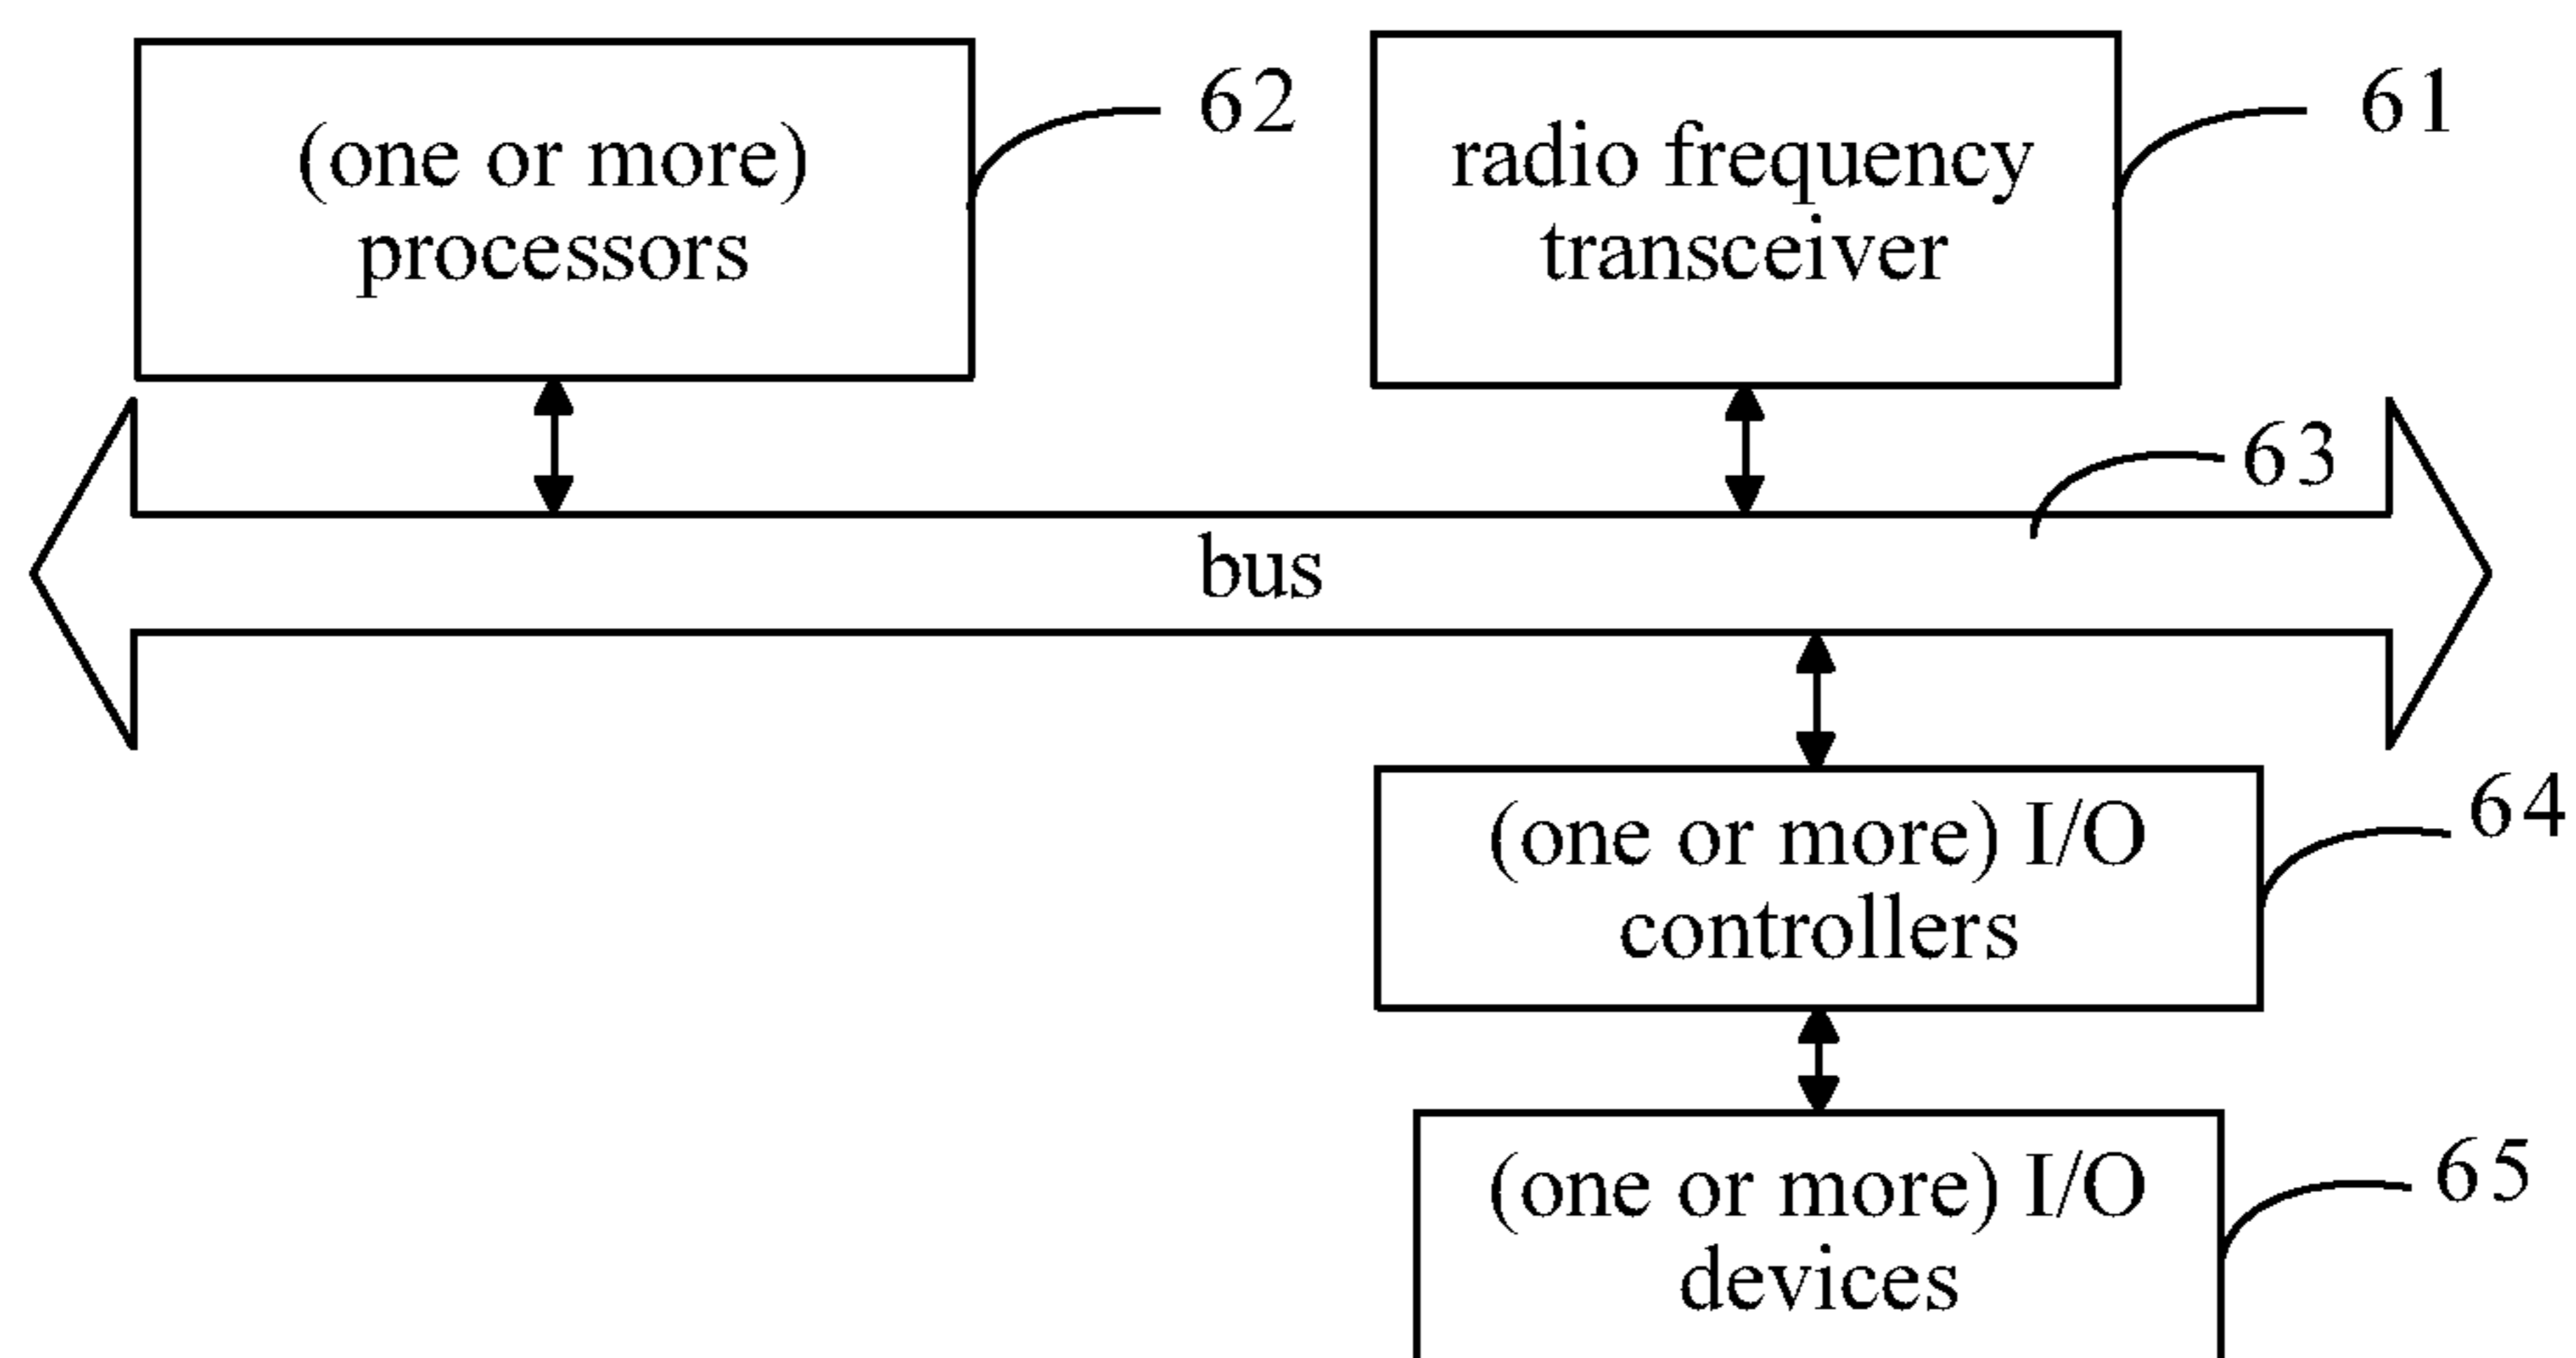 (one or more)
processors
62
radio frequency
transceiver
61
63
bus
(one or more) I/O
controllers
64
(one or more) I/O
devices
65